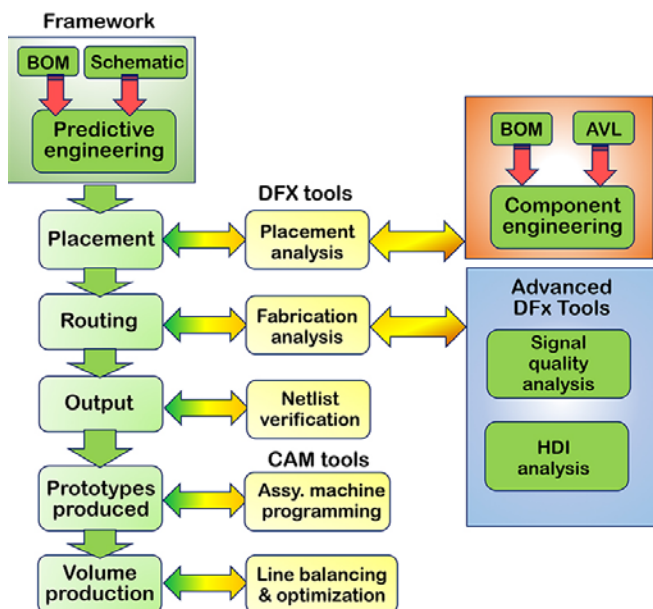 Framework
BOM
Schematic
Predictive
engineering
BOM
AVL
Component
engineering
DFX tools
Placement
Placement
analysis
Routing
Fabrication
analysis
Advanced
DFx Tools
Signal
quality
analysis
HDI
analysis
Output
Netlist
verification
CAM tools
Prototypes
produced
Assy. machine
programming
Volume
production
Line balancing
& optimization